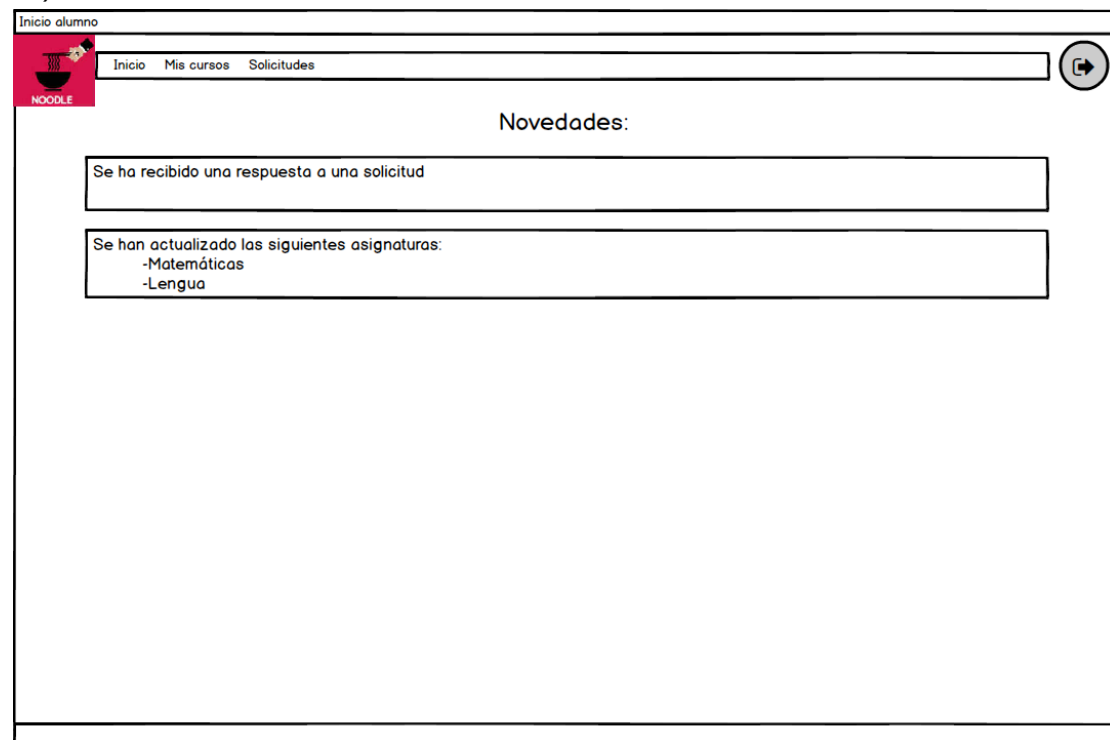 Inicio alumno
Inicio Mis cursos Solicitudes
NOODLE
Novedades:
Se ha recibido una respuesta a una solicitud
Se han actualizado las siguientes asignaturas:
-Matemáticas
-Lengua